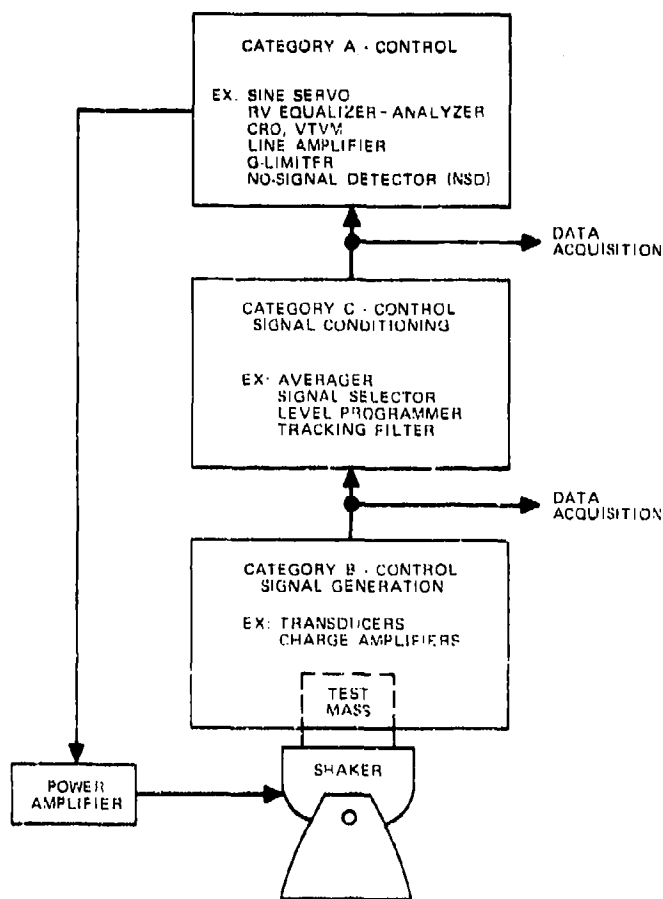 CATEGORY A - CONTROL
EX. SINE SERVO
RV EQUALIZER - ANALYZER
CRO, VTVM
LINE AMPLIFIER
G-LIMITER
NO-SIGNAL DETECTOR (NSD)
DATA
ACQUISITION
CATEGORY C - CONTROL
SIGNAL CONDITIONING
EX: AVERAGER
SIGNAL SELECTOR
LEVEL PROGRAMMER
TRACKING FILTER
DATA
ACQUISITION
CATEGORY B - CONTROL
SIGNAL GENERATION
EX: TRANSDUCERS
CHARGE AMPLIFIERS
TEST
MASS
SHAKER
POWER
AMPLIFIER